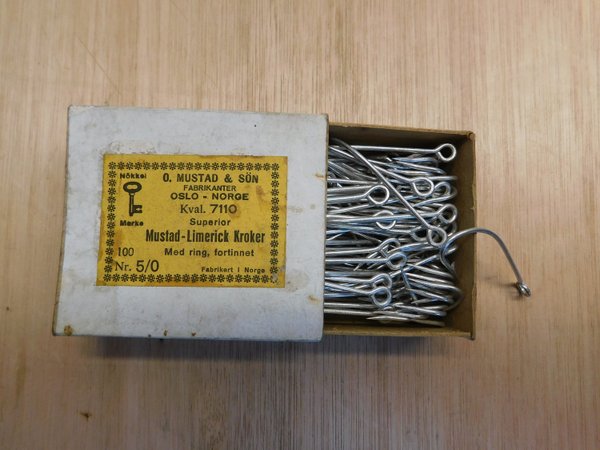 Nökkel
Merke
O. MUSTAD & SÖN
FABRIKANTER
OSLO - NORGE
Kval. 7110
Superior
Mustad-Limerick Kroker
100 Med ring, fortinnet
Nr. 5/0 Fabrikert i Norge